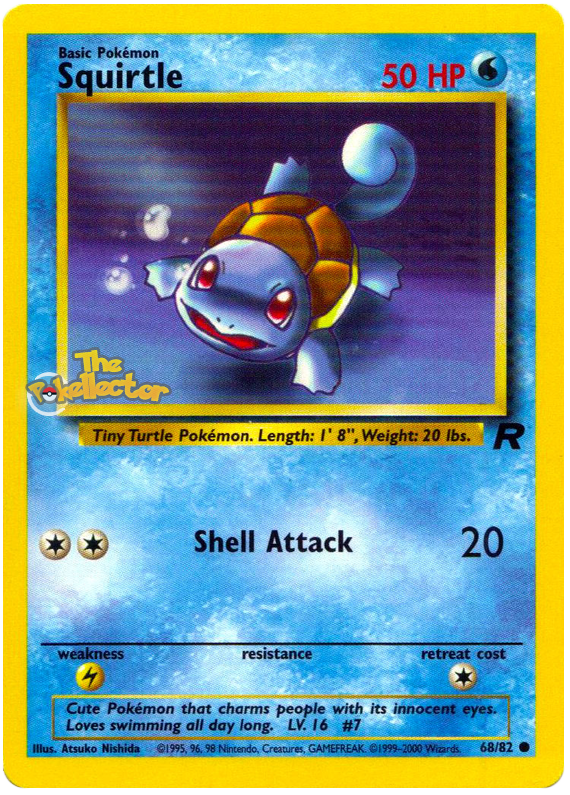 Basic Pokémon
Squirtle
50 HP
The
Pokellector
Tiny Turtle Pokémon. Length: 1' 8", Weight: 20 lbs.
R
Shell Attack 20
weakness resistance retreat cost
Cute Pokémon that charms people with its innocent eyes.
Loves swimming all day long. LV. 16 #7
Illus. Atsuko Nishida ©1995, 96, 98 Nintendo, Creatures, GAMEFREAK. ©1999-2000 Wizards. 68/82